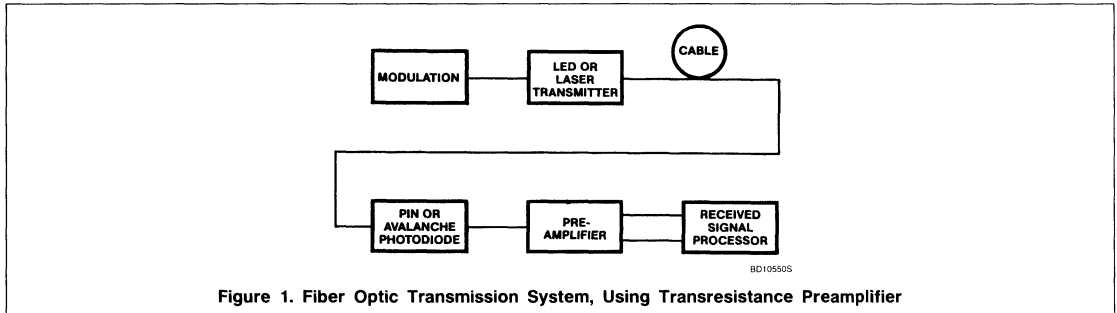 CABLE
MODULATION
LED OR
LASER
TRANSMITTER
PIN OR
AVALANCHE
PHOTODIODE
PRE-
AMPLIFIER
RECEIVED
SIGNAL
PROCESSOR
BD10550S
Figure 1. Fiber Optic Transmission System, Using Transresistance Preamplifier